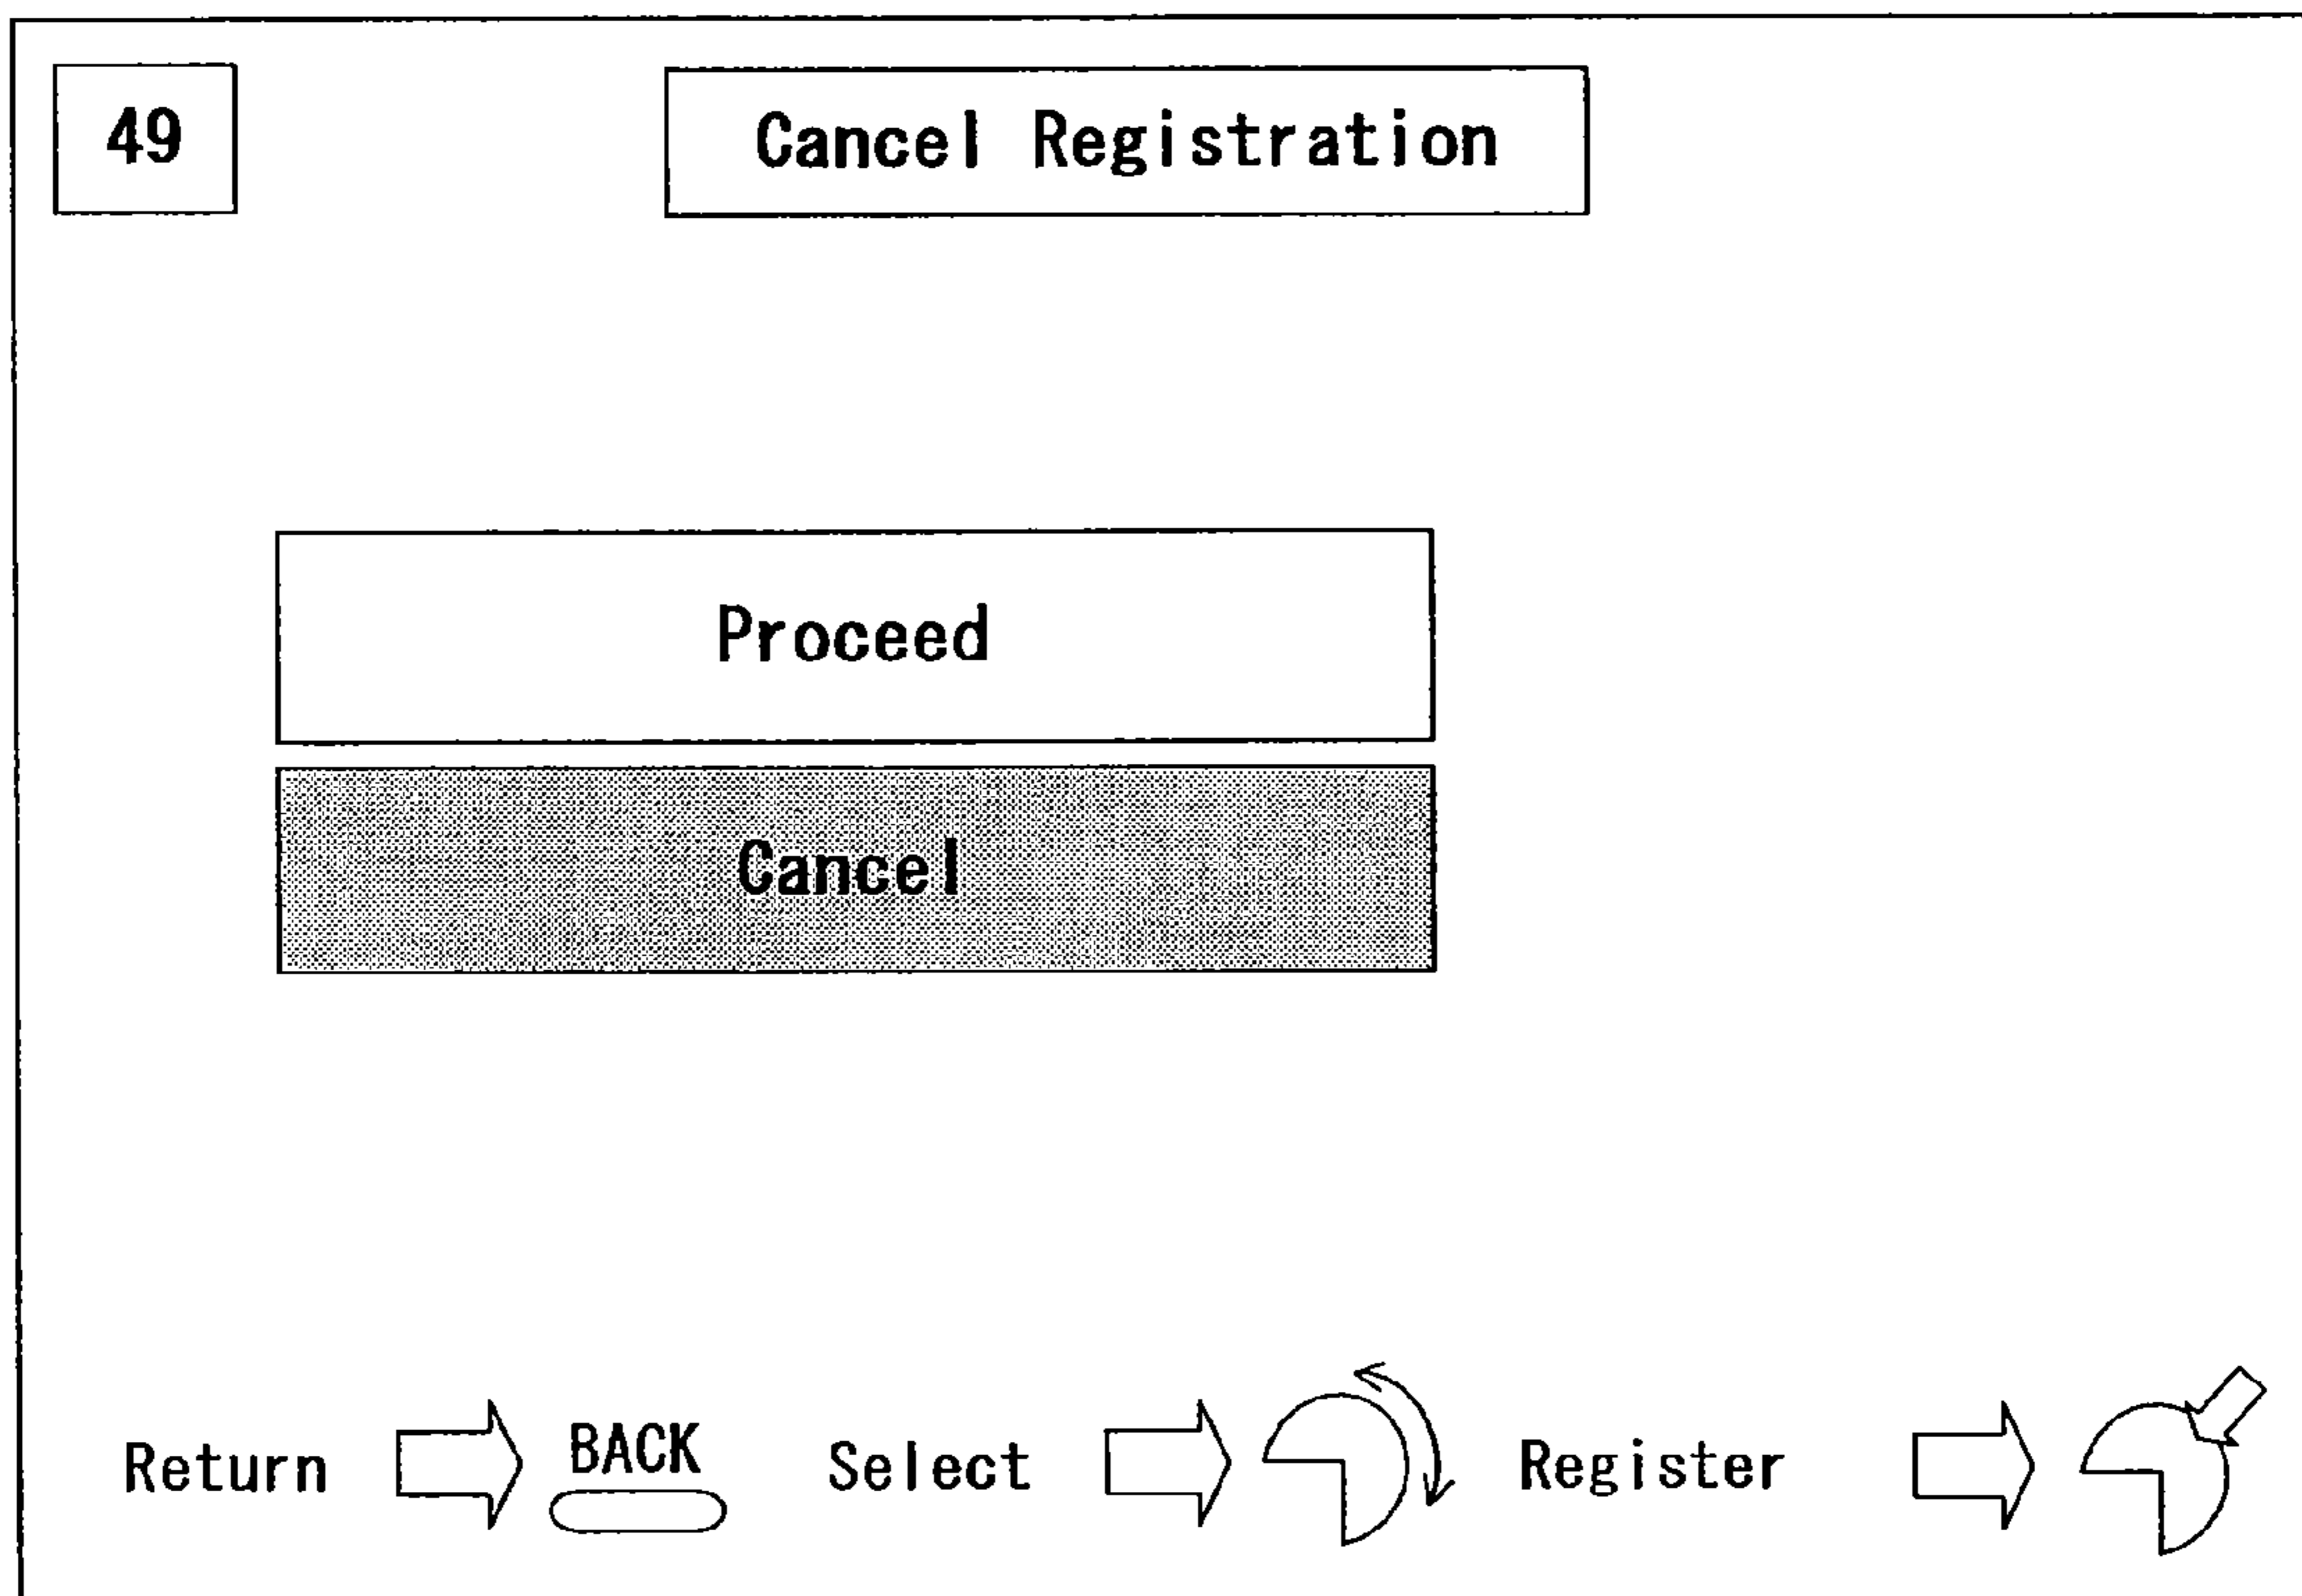 49
Cancel Registration
Proceed
Cancel
Return BACK Select Register